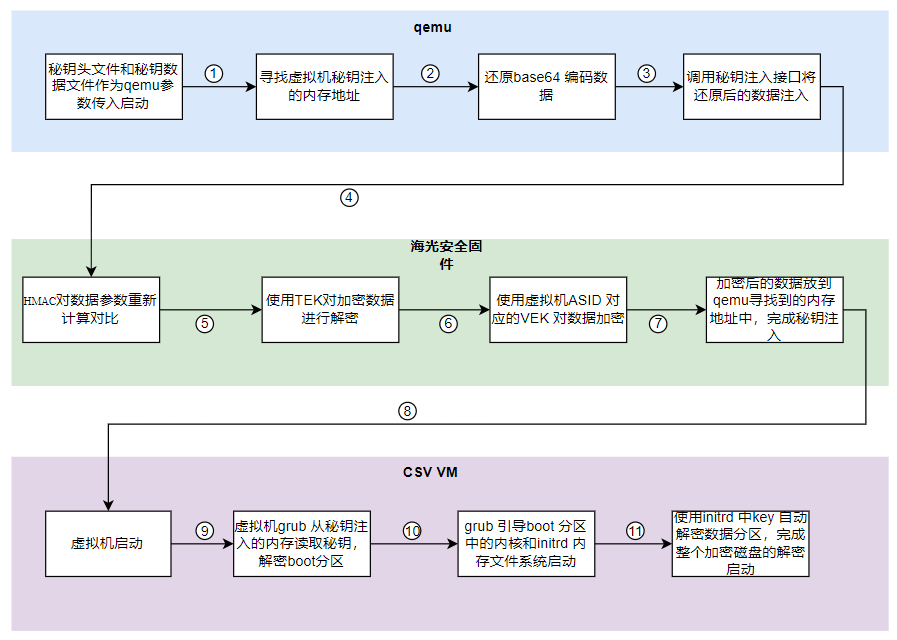 qemu
秘钥头文件和秘钥数
据文件作为qemu参
数传入启动
①
寻找虚拟机秘钥注入
的内存地址
②
还原base64 编码数
据
③
调用秘钥注入接口将
还原后的数据注入
④
海光安全固
件
HMAC对数据参数重新
计算对比
⑤
使用TEK对加密数据
进行解密
⑥
使用虚拟机ASID 对
应的VEK 对数据加密
⑦
加密后的数据放到
qemu寻找到的内存
地址中，完成秘钥注
入
⑧
CSV VM
虚拟机启动
⑨
虚拟机grub 从秘钥注
入的内存读取秘钥，
解密boot分区
⑩
grub 引导boot 分区
中的内核和initrd 内
存文件系统启动
⑪
使用initrd 中key 自动
解密数据分区，完成
整个加密磁盘的解密
启动